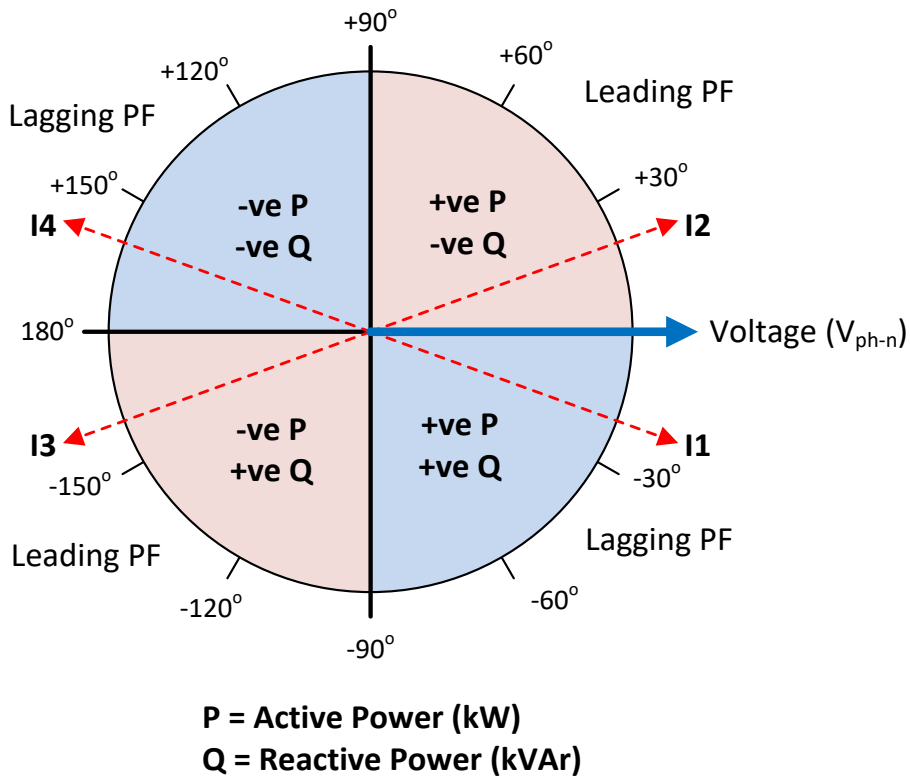 +90°
+120°
+60°
Lagging PF
Leading PF
+150°
+30°
-ve P
-ve Q
+ve P
-ve Q
I4
I2
180°
Voltage (Vph-n)
-ve P
+ve Q
+ve P
+ve Q
I3
I1
-150°
-30°
Leading PF
Lagging PF
-120°
-60°
-90°
P = Active Power (kW)
Q = Reactive Power (kVAr)